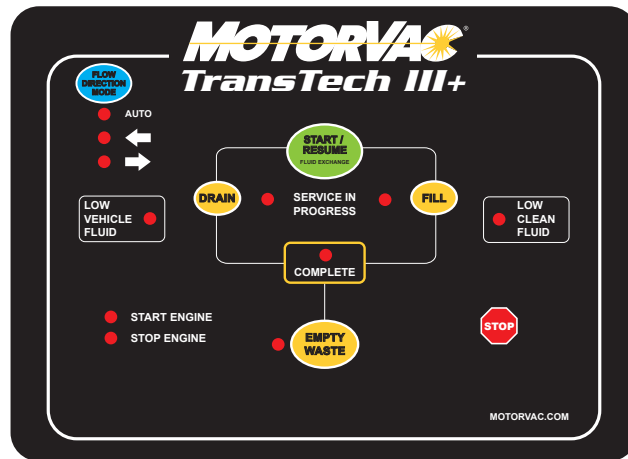 MOTORVAC®
TransTech III+
FLOW
DIRECTION
MODE
AUTO
START /
RESUME
FLUID EXCHANGE
DRAIN
SERVICE IN
PROGRESS
FILL
LOW
VEHICLE
FLUID
LOW
CLEAN
FLUID
COMPLETE
START ENGINE
STOP ENGINE
EMPTY
WASTE
STOP
MOTORVAC.COM